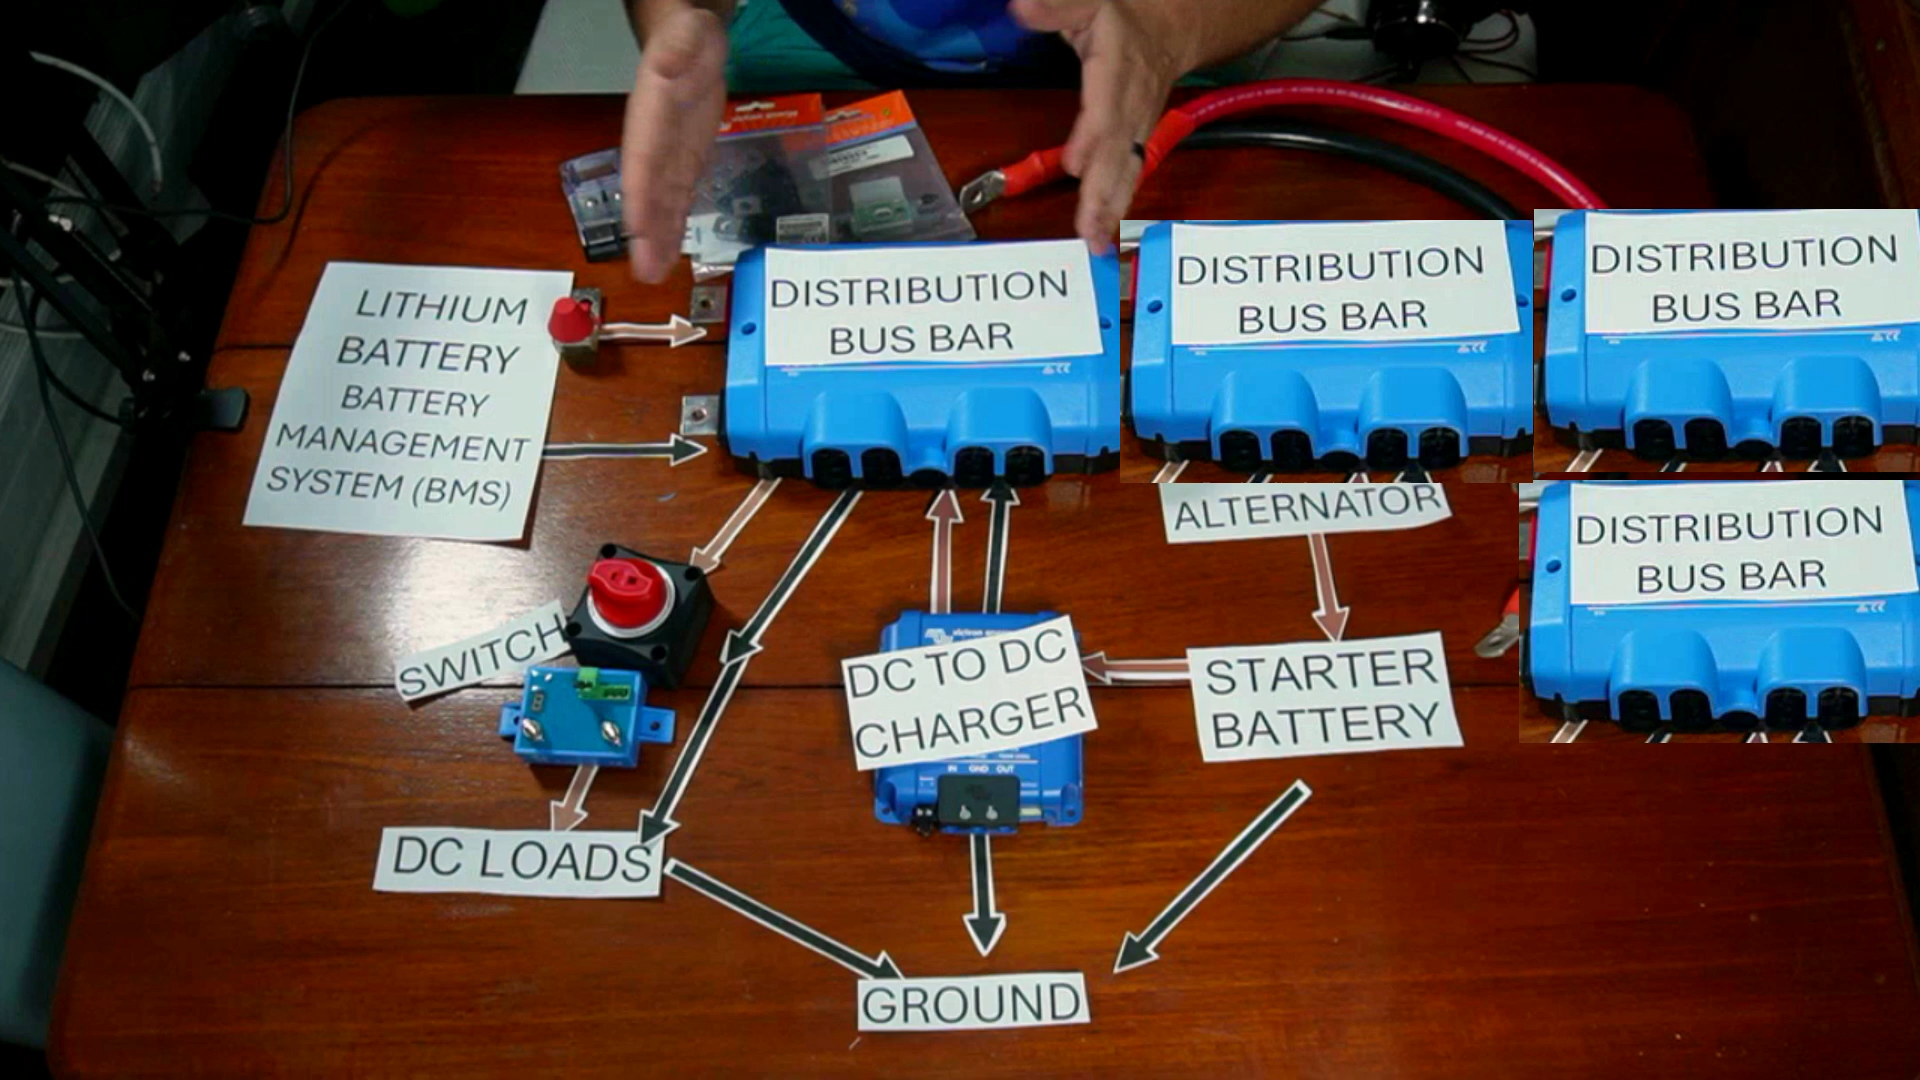 LITHIUM
BATTERY
BATTERY
MANAGEMENT
SYSTEM (BMS)
DISTRIBUTION
BUS BAR
DISTRIBUTION
BUS BAR
DISTRIBUTION
BUS BAR
DISTRIBUTION
BUS BAR
ALTERNATOR
SWITCH
DC TO DC
CHARGER
IN GND OUT
STARTER
BATTERY
DC LOADS
GROUND